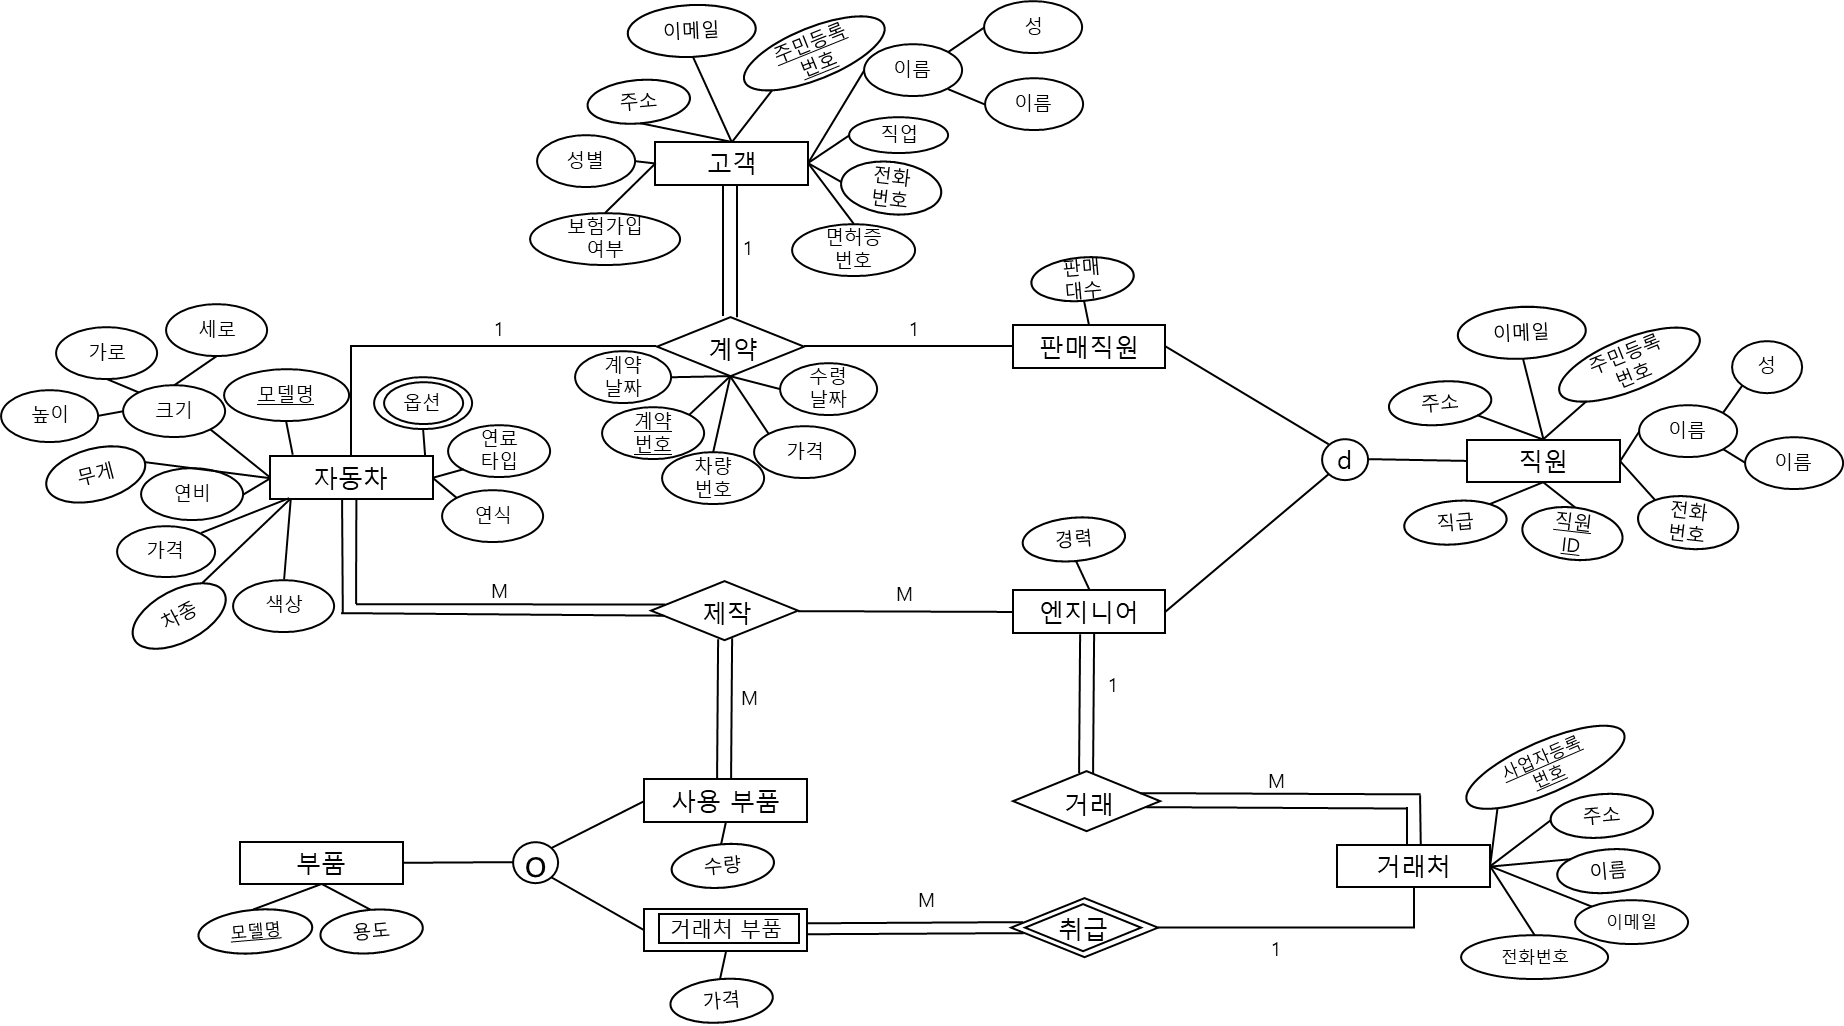 이메일
주민등록
번호
이름
성
이름
주소
직업
성별
고객
전화
번호
보험가입
여부
면허증
번호
1
1
계약
1
판매직원
판매
대수
계약
날짜
수령
날짜
계약
번호
차량
번호
가격
세로
가로
높이
크기
모델명
옵션
연료
타입
무게
연비
자동차
연식
가격
차종
색상
이메일
주민등록
번호
성
주소
이름
이름
d
직원
직급
직원
ID
전화
번호
경력
M
제작
M
엔지니어
M
1
사용 부품
수량
거래
M
사업자등록
번호
주소
거래처
이름
이메일
전화번호
부품
O
모델명
용도
거래처 부품
가격
M
취급
1